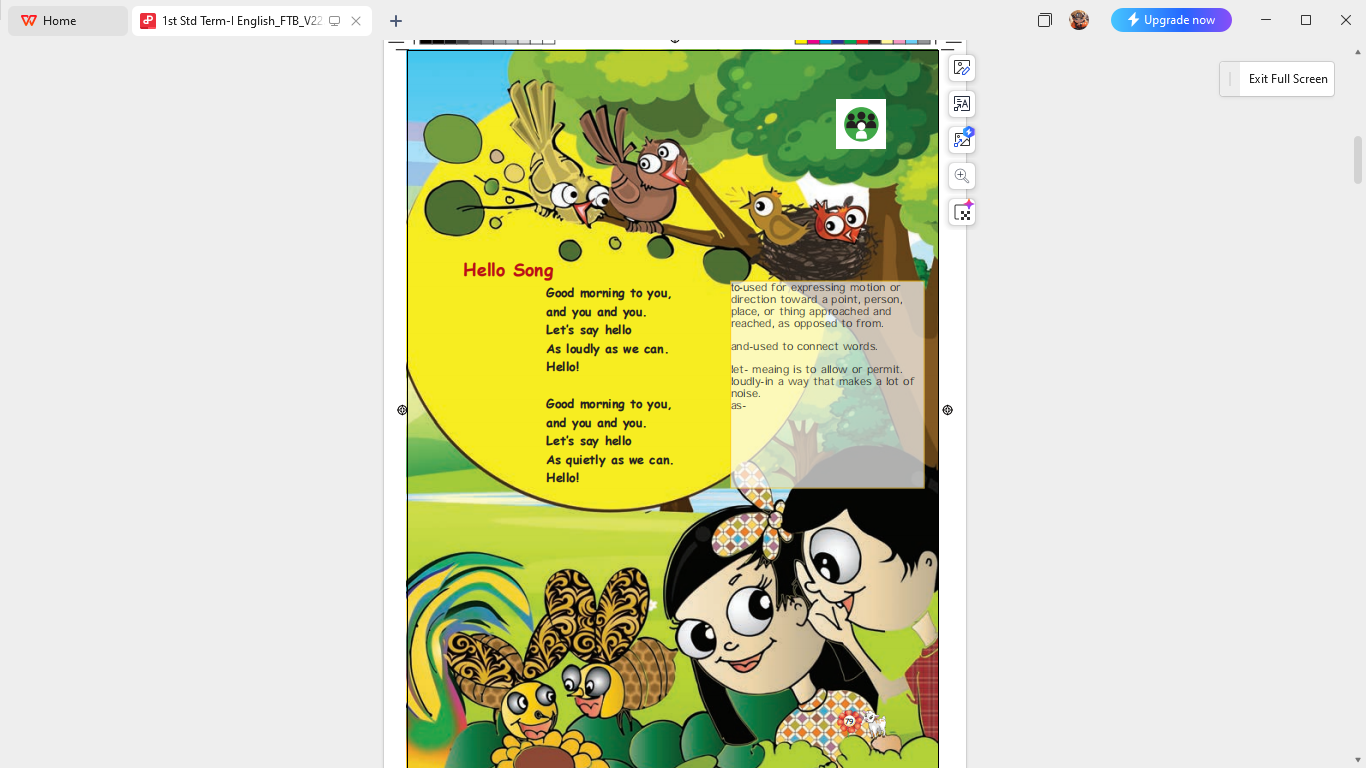 Home
1st Std Term-I English_FTB_V22
Upgrade now
Exit Full Screen
Hello Song
Good morning to you,
and you and you.
Let's say hello
As loudly as we can.
Hello!
Good morning to you,
and you and you.
Let's say hello
As quietly as we can.
Hello!
to-used for expressing motion or
direction toward a point, person,
place, or thing approached and
reached, as opposed to from.
and-used to connect words.
let- meaing is to allow or permit.
loudly-in a way that makes a lot of
noise.
as-
79